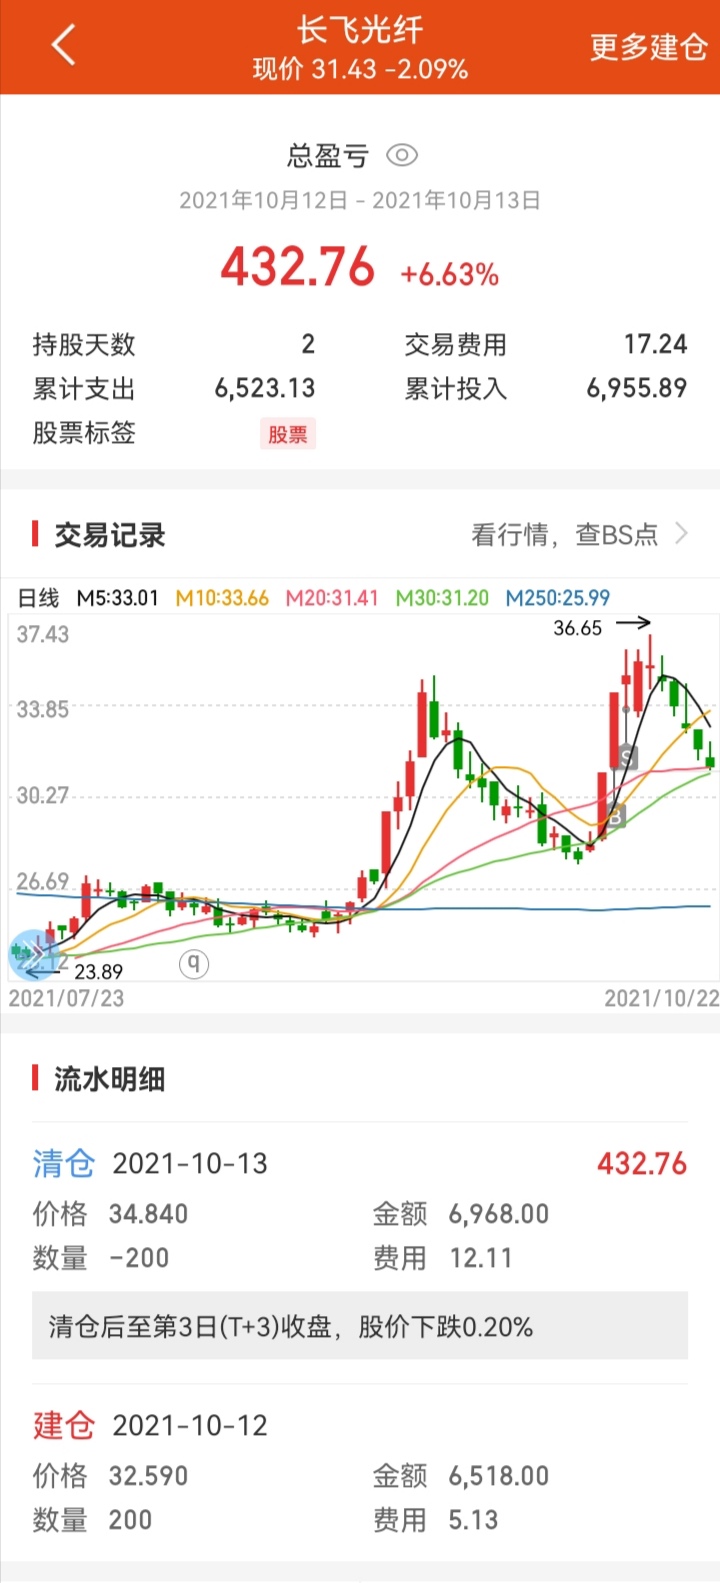 长飞光纤
更多建仓
现价 31.43 -2.09%
总盈亏
2021年10月12日 - 2021年10月13日
432.76 +6.63%
持股天数 2 交易费用 17.24
累计支出 6,523.13 累计投入 6,955.89
股票标签 股票
交易记录 看行情，查BS点
日线 M5:33.01 M10:33.66 M20:31.41 M30:31.20 M250:25.99
37.43
36.65
33.85
S
30.27
B
26.69
23.89
q
2021/07/23 2021/10/22
流水明细
清仓 2021-10-13 432.76
价格 34.840 金额 6,968.00
数量 -200 费用 12.11
清仓后至第3日(T+3)收盘，股价下跌0.20%
建仓 2021-10-12
价格 32.590 金额 6,518.00
数量 200 费用 5.13